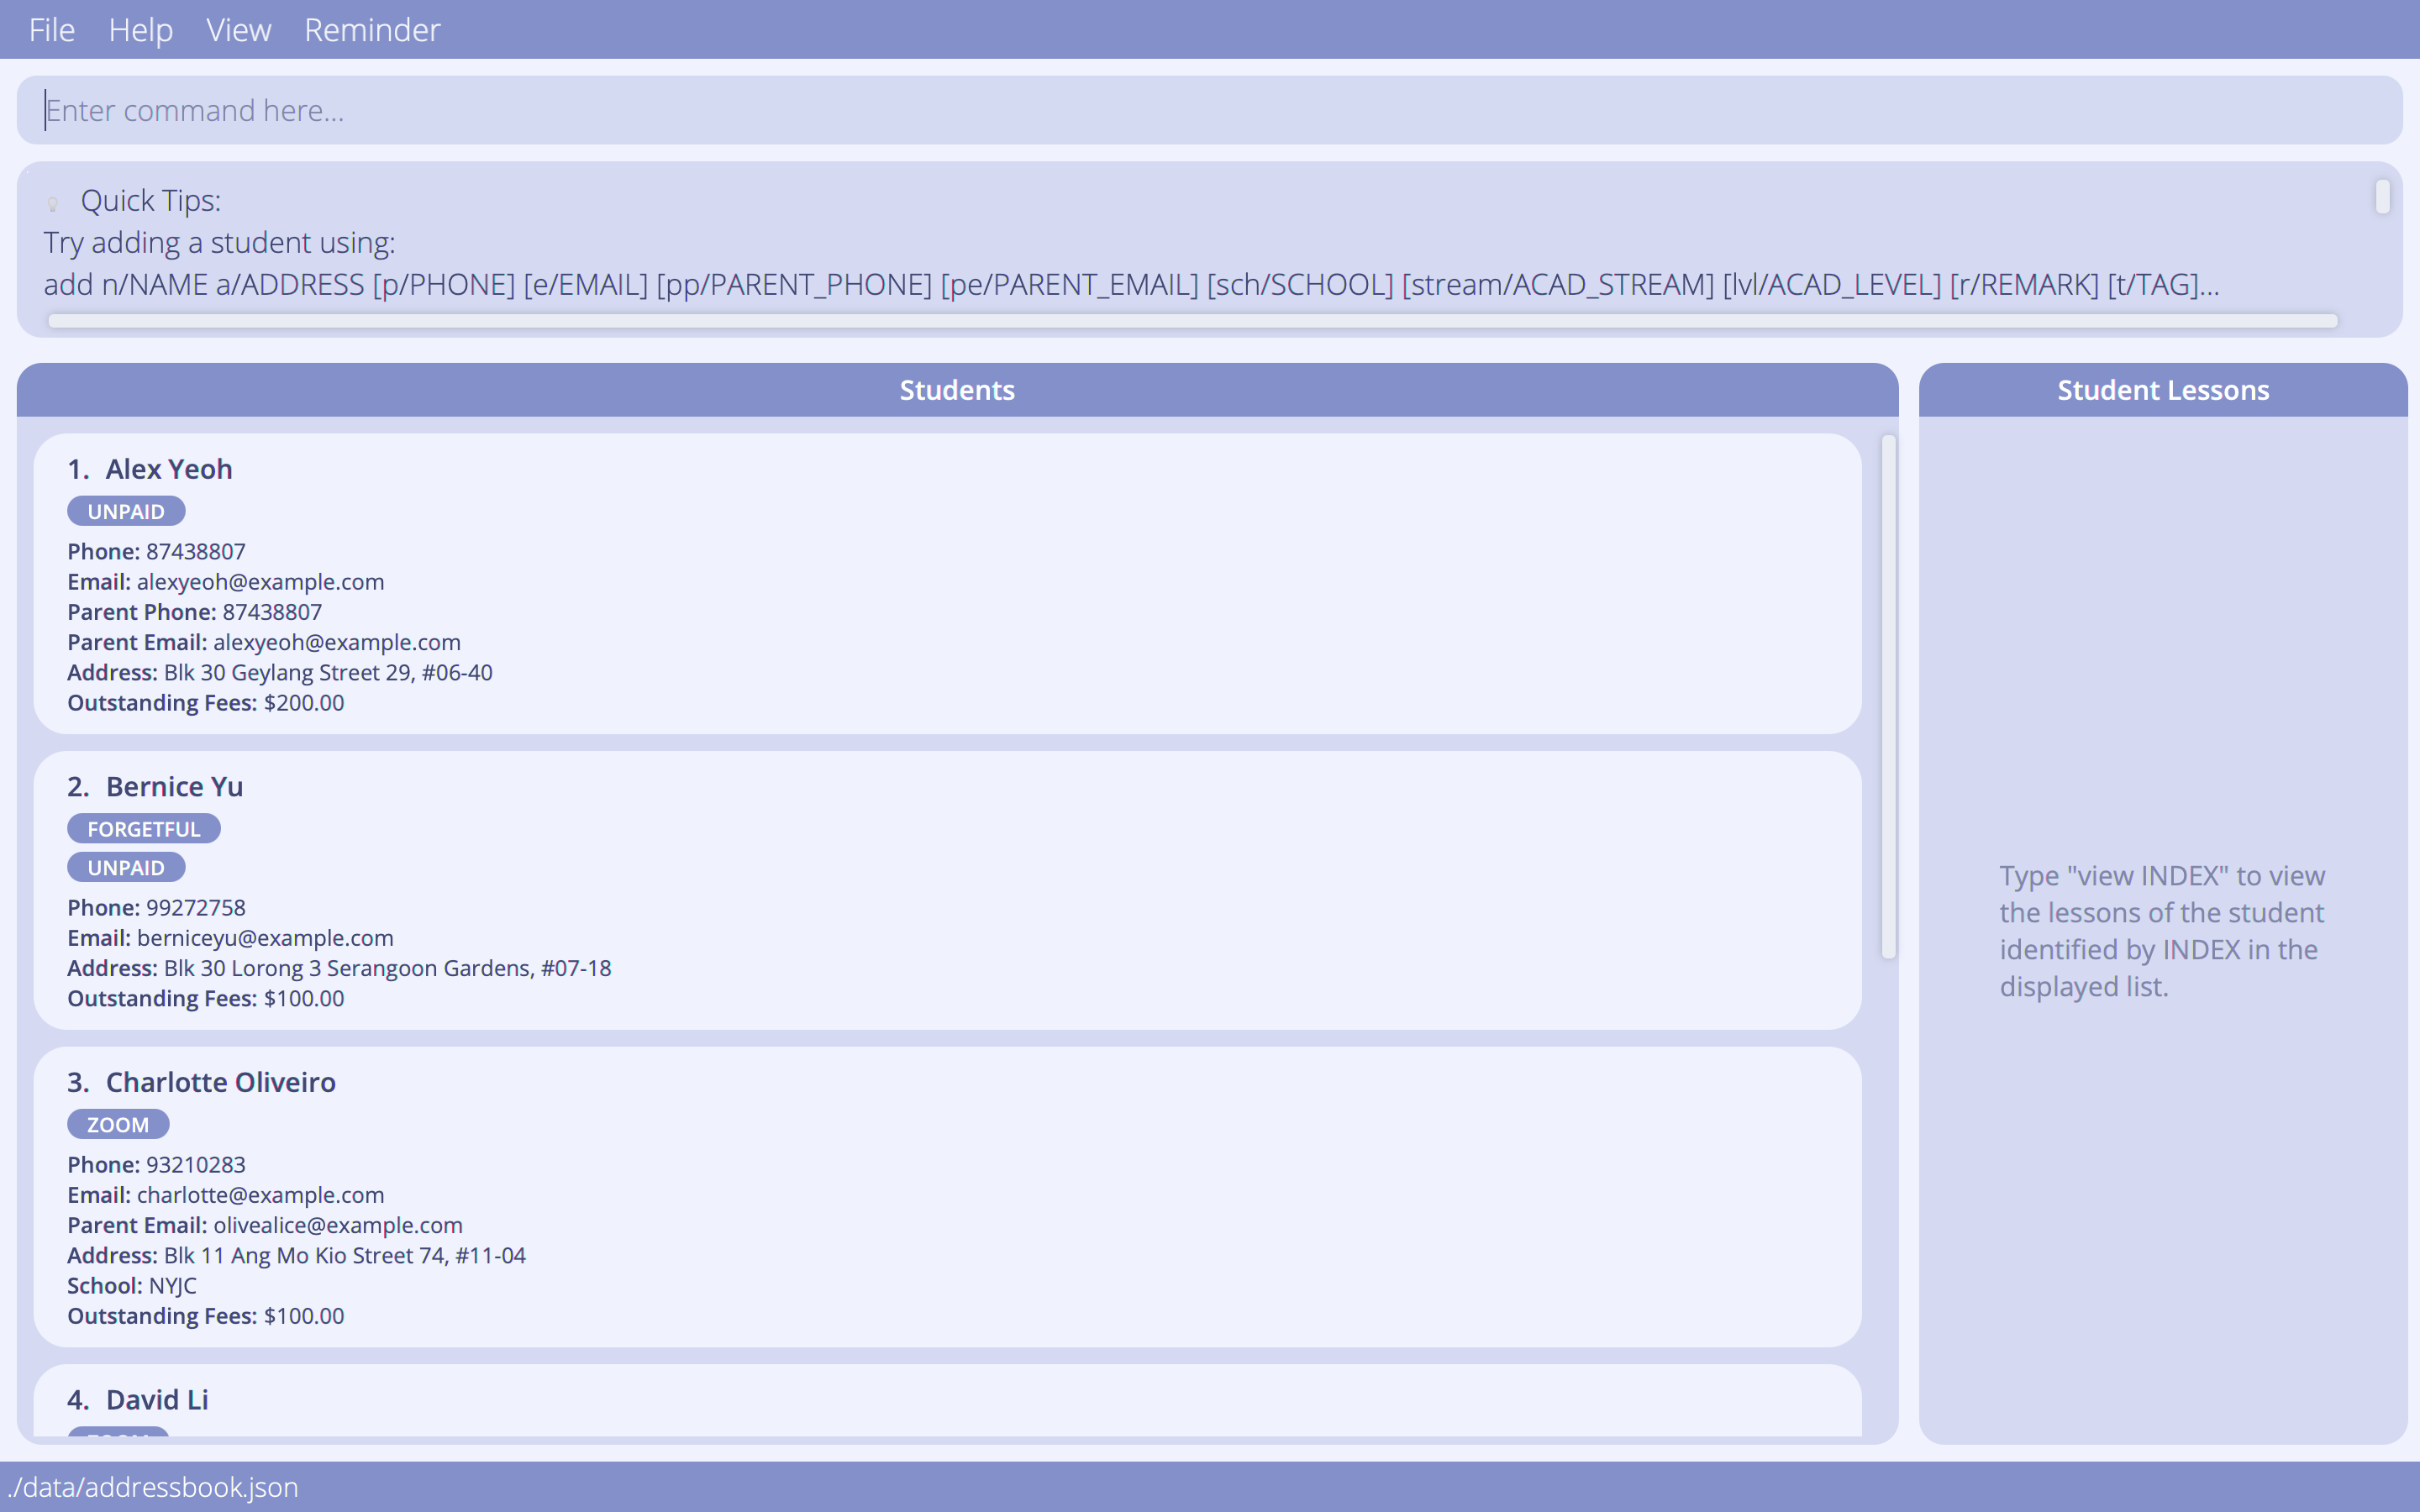 File Help View Reminder
Enter command here...
Quick Tips:
Try adding a student using:
add n/NAME a/ADDRESS [p/PHONE] [e/EMAIL] [pp/PARENT_PHONE] [pe/PARENT_EMAIL] [sch/SCHOOL] [stream/ACAD_STREAM] [lvl/ACAD_LEVEL] [r/REMARK] [t/TAG]...
Students
1. Alex Yeoh
UNPAID
Phone: 87438807
Email: alexyeoh@example.com
Parent Phone: 87438807
Parent Email: alexyeoh@example.com
Address: Blk 30 Geylang Street 29, #06-40
Outstanding Fees: $200.00
2. Bernice Yu
FORGETFUL
UNPAID
Phone: 99272758
Email: berniceyu@example.com
Address: Blk 30 Lorong 3 Serangoon Gardens, #07-18
Outstanding Fees: $100.00
3. Charlotte Oliveiro
ZOOM
Phone: 93210283
Email: charlotte@example.com
Parent Email: olivealice@example.com
Address: Blk 11 Ang Mo Kio Street 74, #11-04
School: NYJC
Outstanding Fees: $100.00
4. David Li
Student Lessons
Type "view INDEX" to view
the lessons of the student
identified by INDEX in the
displayed list.
./data/addressbook.json